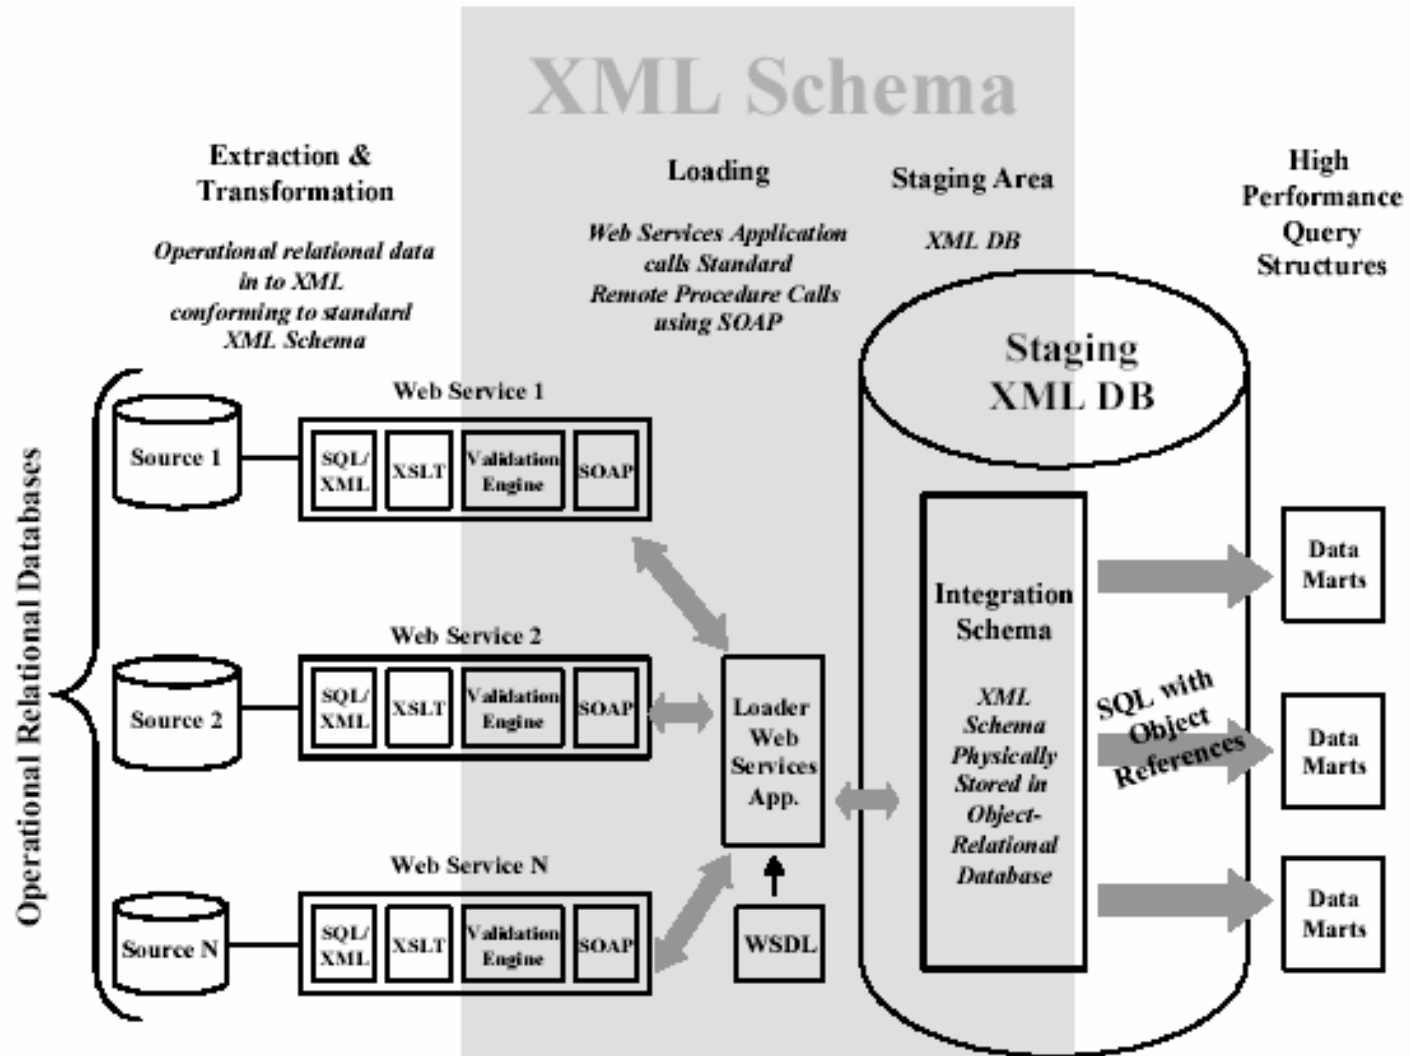 XML Schema
Extraction &
Transformation
Operational relational data
in to XML
conforming to standard
XML Schema
Loading
Web Services Application
calls Standard
Remote Procedure Calls
using SOAP
Staging Area
XML DB
High
Performance
Query
Structures
Operational Relational Databases
Source 1
Web Service 1
SQL/
XML
XSLT
Validation
Engine
SOAP
Source 2
Web Service 2
SQL/
XML
XSLT
Validation
Engine
SOAP
Source N
Web Service N
SQL/
XML
XSLT
Validation
Engine
SOAP
Loader
Web
Services
App.
WSDL
Staging
XML DB
Integration
Schema
XML
Schema
Physically
Stored in
Object-
Relational
Database
SQL with
Object
References
Data
Marts
Data
Marts
Data
Marts